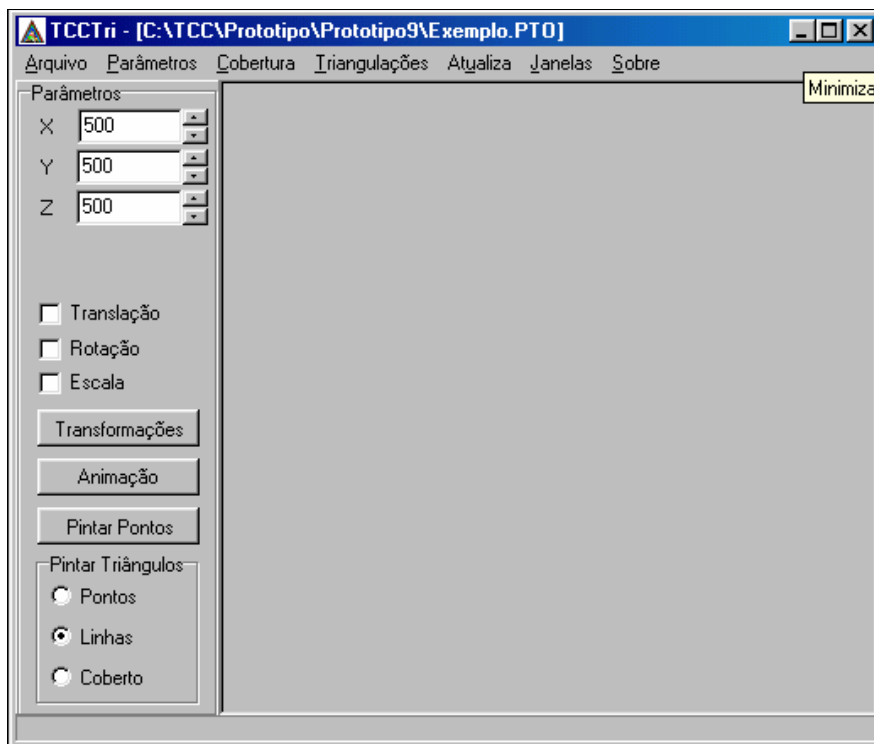 TCCTri - [C:\TCC\Prototipo\Prototipo9\Exemplo.PTO]
Arquivo Parâmetros Cobertura Triangulações Atualiza Janelas Sobre
Minimiza
Parâmetros
X 500
Y 500
Z 500
Translação
Rotação
Escala
Transformações
Animação
Pintar Pontos
Pintar Triângulos
Pontos
Linhas
Coberto